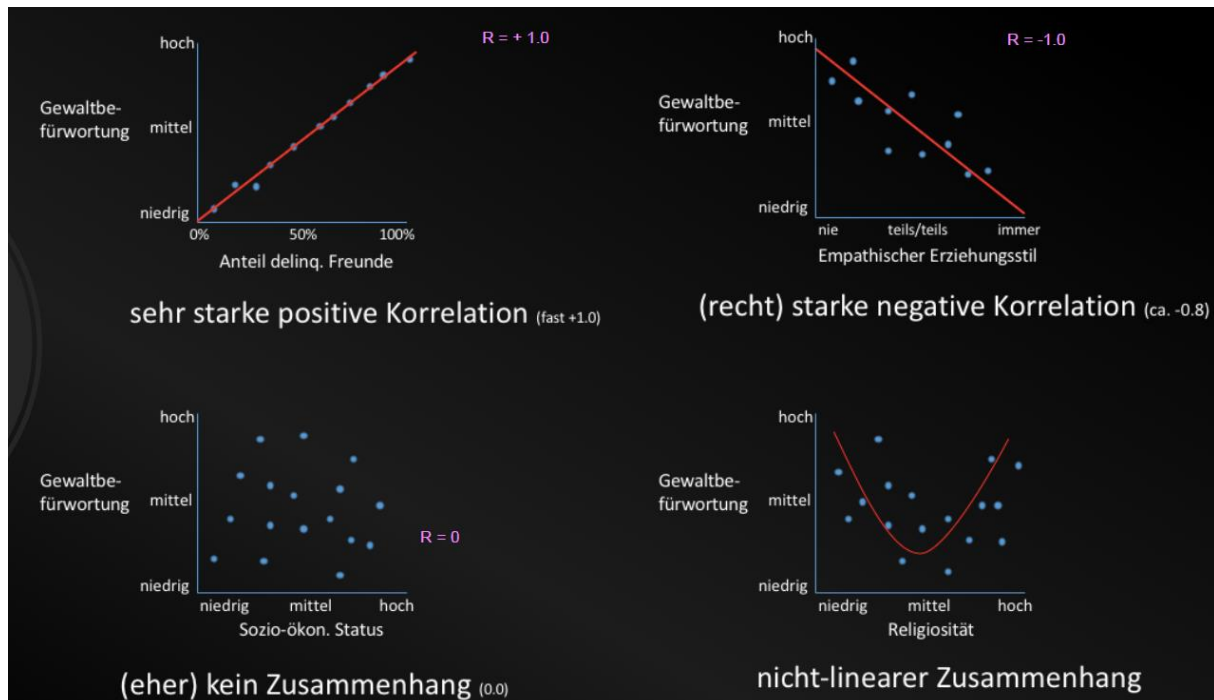 R = + 1.0
hoch
Gewaltbe-
fürwortung
mittel
niedrig
0% 50% 100%
Anteil delinq. Freunde
sehr starke positive Korrelation (fast +1.0)
R = -1.0
hoch
Gewaltbe-
fürwortung
mittel
niedrig
nie teils/teils immer
Empathischer Erziehungsstil
(recht) starke negative Korrelation (ca. -0.8)
hoch
Gewaltbe-
fürwortung
mittel
R = 0
niedrig
niedrig mittel hoch
Sozio-ökon. Status
(eher) kein Zusammenhang (0.0)
hoch
Gewaltbe-
fürwortung
mittel
niedrig
niedrig mittel hoch
Religiosität
nicht-linearer Zusammenhang